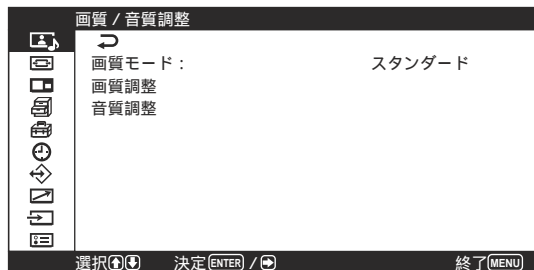 画質 / 音質調整
画質モード： スタンダード
画質調整
音質調整
選択 決定 ENTER / 終了 MENU